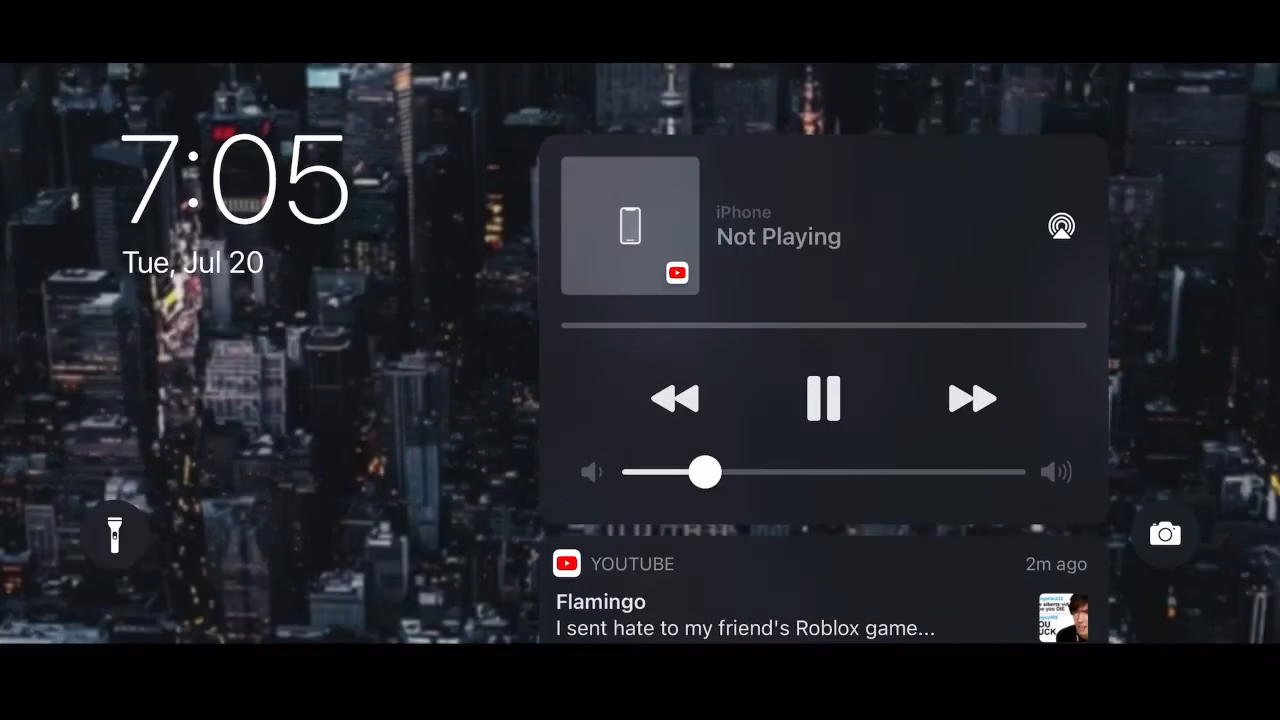 7:05
Tue, Jul 20
iPhone
Not Playing
YOUTUBE
2m ago
Flamingo
I sent hate to my friend's Roblox game...